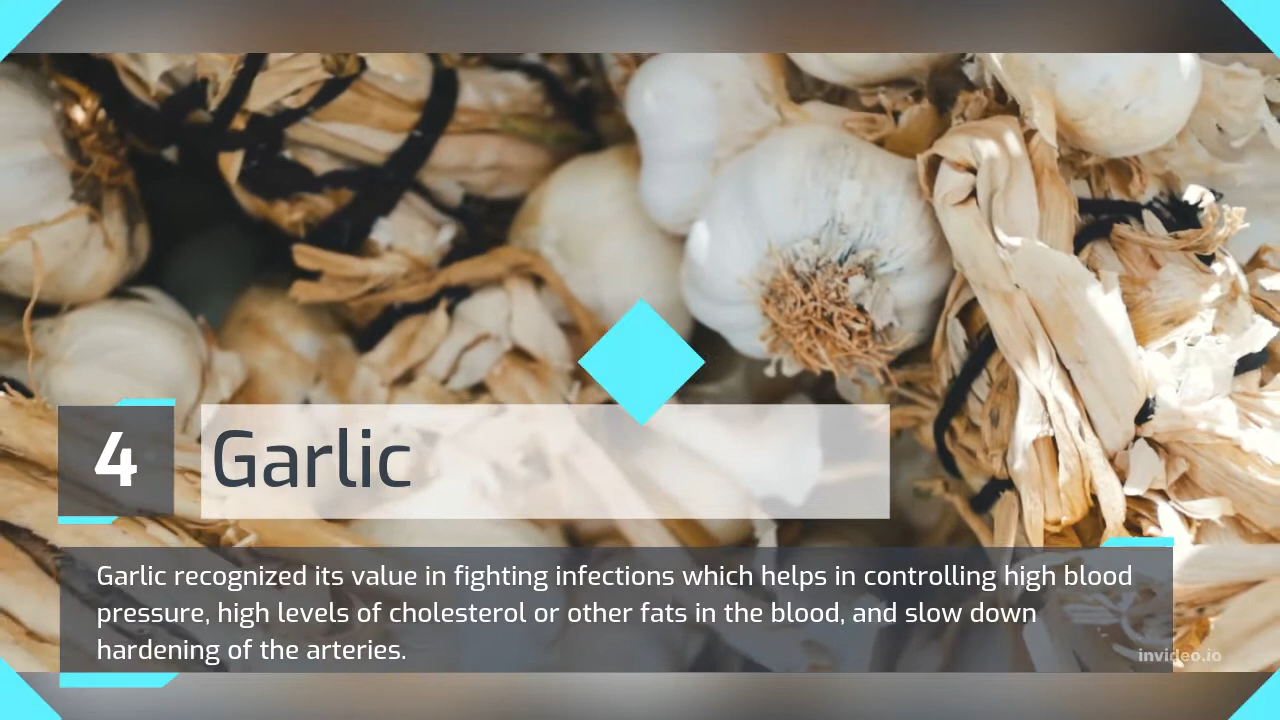 4
Garlic
Garlic recognized its value in fighting infections which helps in controlling high blood
pressure, high levels of cholesterol or other fats in the blood, and slow down
hardening of the arteries.
invideo.io